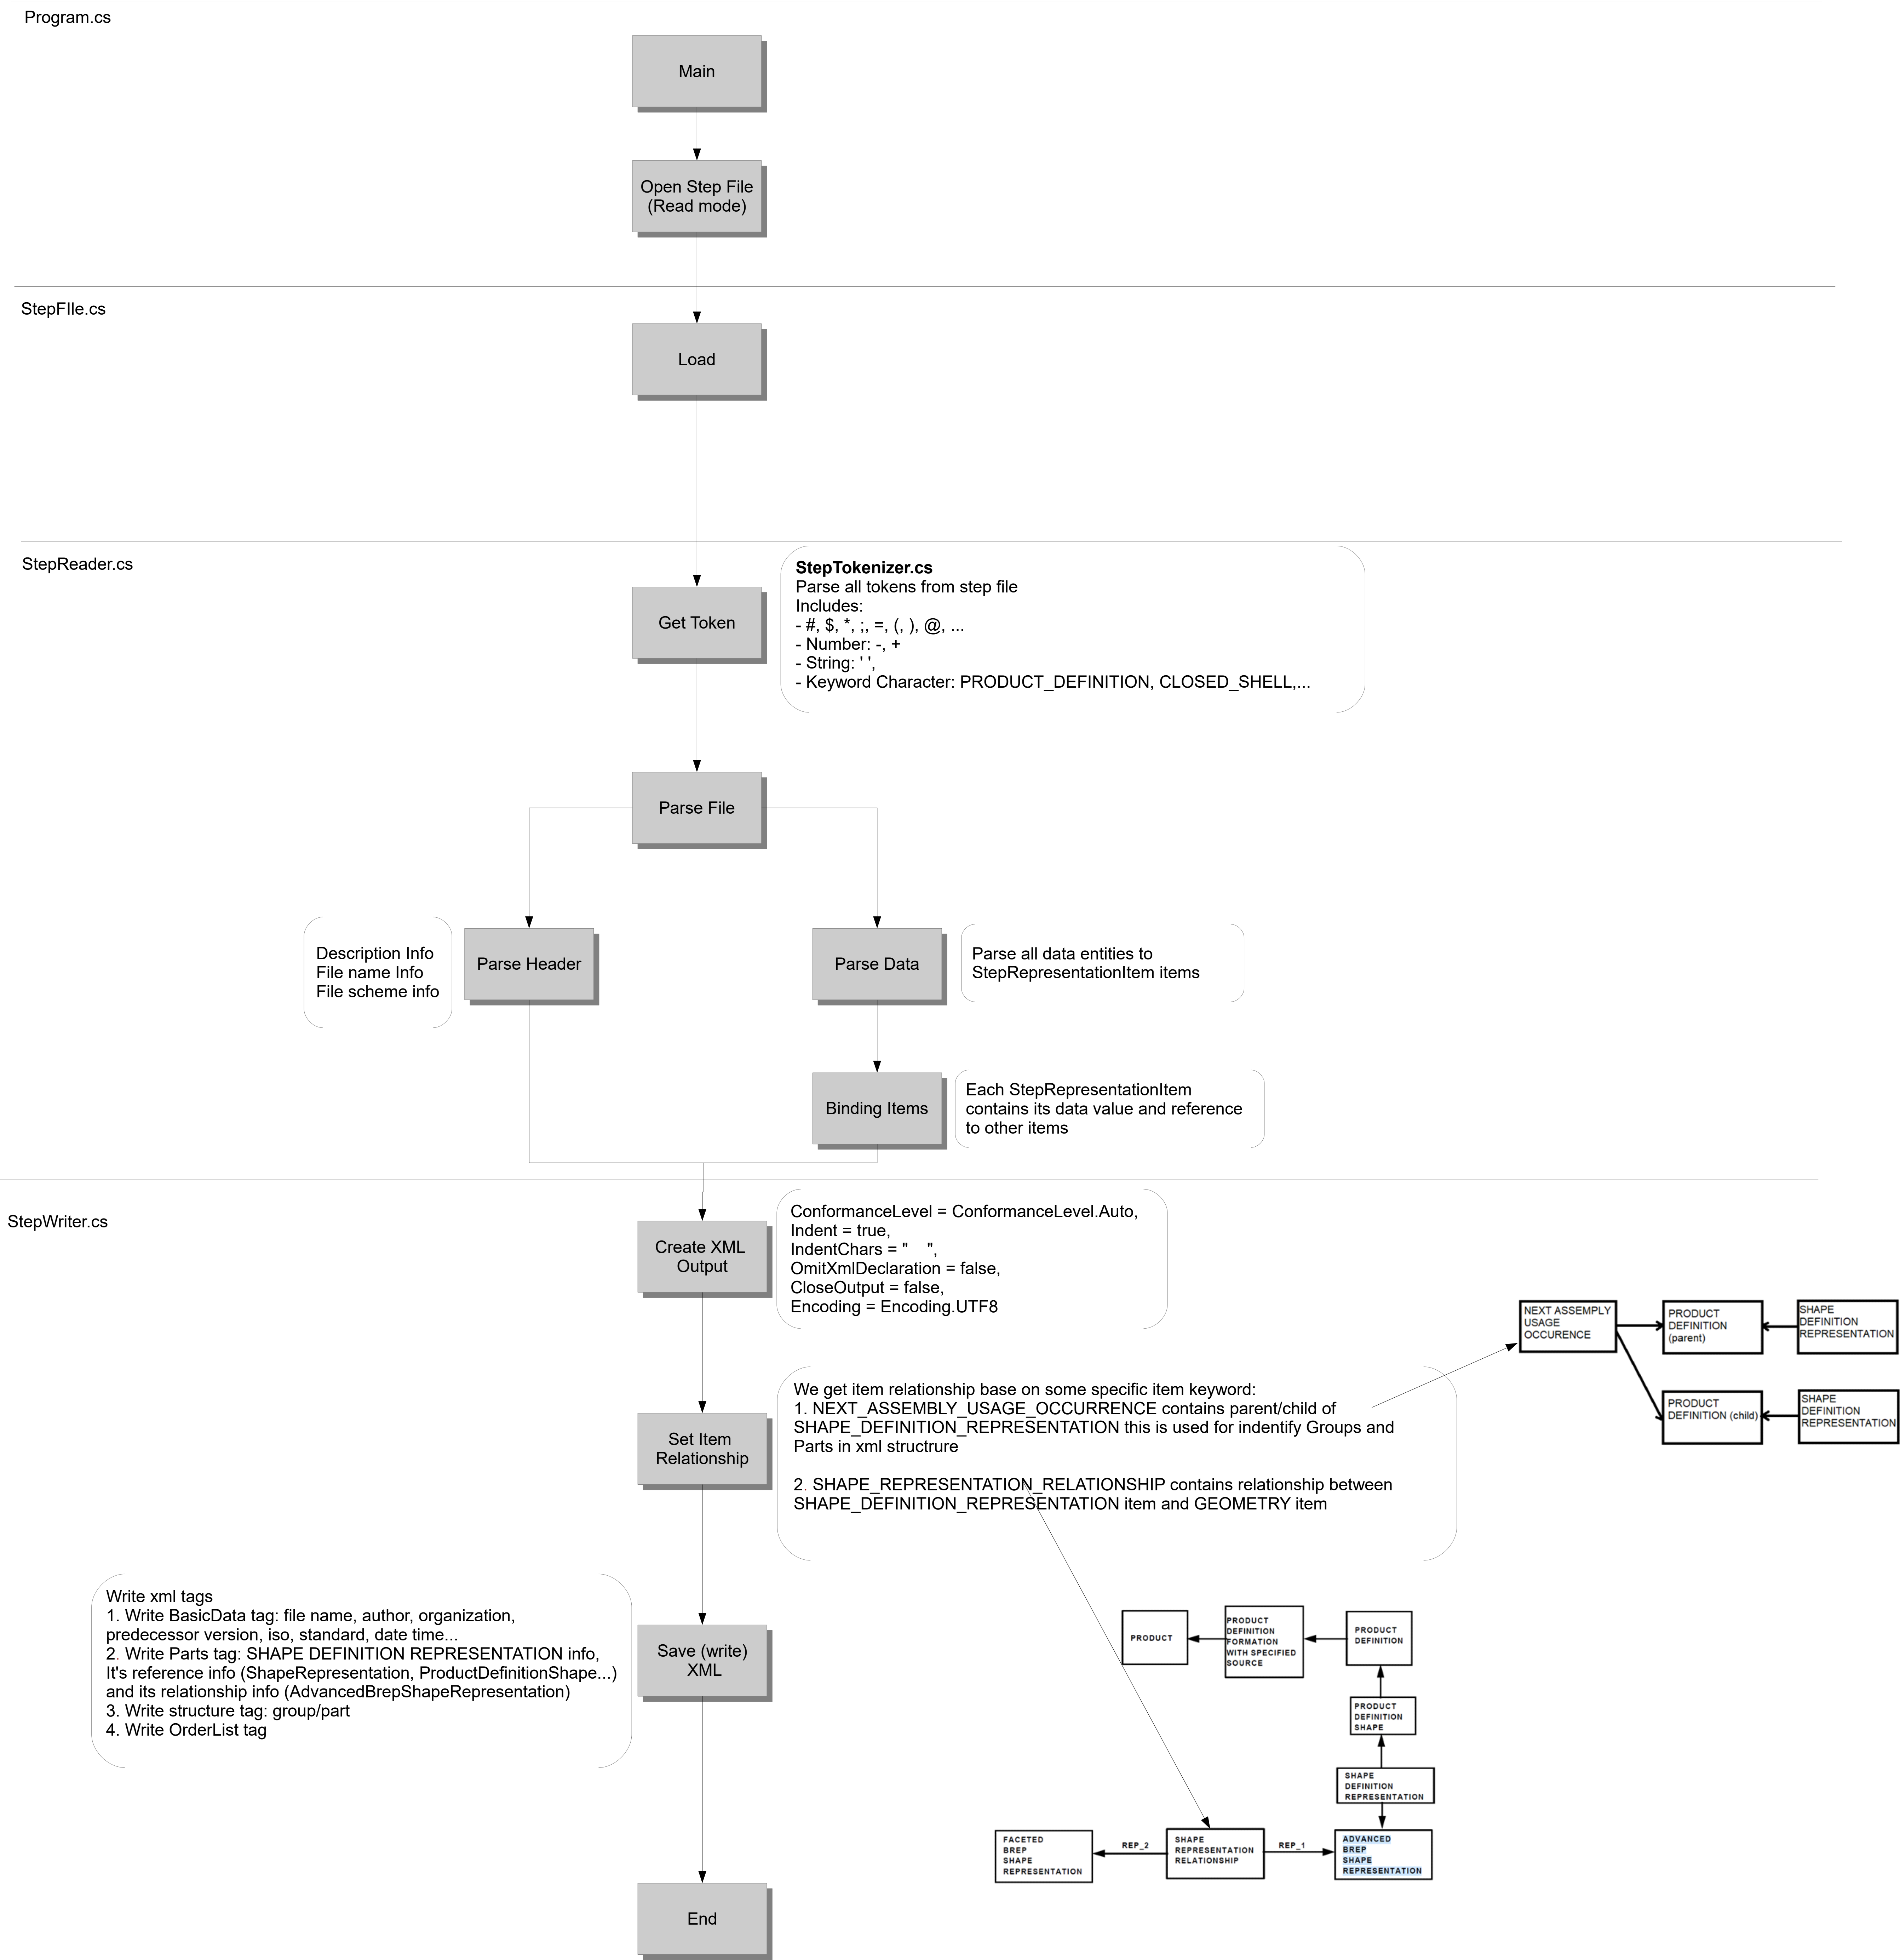 Program.cs
Main
Open Step File
(Read mode)
StepFIle.cs
Load
StepReader.cs
StepTokenizer.cs
Parse all tokens from step file
Includes:
- #, $, *, ;, =, (, ), @, ...
- Number: -, +
- String: ' ',
- Keyword Character: PRODUCT_DEFINITION, CLOSED_SHELL,...
Get Token
Parse File
Description Info
File name Info
File scheme info
Parse Header
Parse Data
Parse all data entities to
StepRepresentationItem items
Binding Items
Each StepRepresentationItem
contains its data value and reference
to other items
StepWriter.cs
Create XML
Output
ConformanceLevel = ConformanceLevel.Auto,
Indent = true,
IndentChars = "    ",
OmitXmlDeclaration = false,
CloseOutput = false,
Encoding = Encoding.UTF8
NEXT ASSEMPLY
USAGE
OCCURENCE
PRODUCT
DEFINITION
(parent)
SHAPE
DEFINITION
REPRESENTATION
PRODUCT
DEFINITION (child)
SHAPE
DEFINITION
REPRESENTATION
Set Item
Relationship
We get item relationship base on some specific item keyword:
1. NEXT_ASSEMBLY_USAGE_OCCURRENCE contains parent/child of
SHAPE_DEFINITION_REPRESENTATION this is used for indentify Groups and
Parts in xml structrure
2. SHAPE_REPRESENTATION_RELATIONSHIP contains relationship between
SHAPE_DEFINITION_REPRESENTATION item and GEOMETRY item
Write xml tags
1. Write BasicData tag: file name, author, organization,
predecessor version, iso, standard, date time...
2. Write Parts tag: SHAPE DEFINITION REPRESENTATION info,
It's reference info (ShapeRepresentation, ProductDefinitionShape...)
and its relationship info (AdvancedBrepShapeRepresentation)
3. Write structure tag: group/part
4. Write OrderList tag
Save (write)
XML
PRODUCT
PRODUCT
DEFINITION
FORMATION
WITH SPECIFIED
SOURCE
PRODUCT
DEFINITION
PRODUCT
DEFINITION
SHAPE
SHAPE
DEFINITION
REPRESENTATION
FACETED
BREP
SHAPE
REPRESENTATION
REP_2
SHAPE
REPRESENTATION
RELATIONSHIP
REP_1
ADVANCED
BREP
SHAPE
REPRESENTATION
End